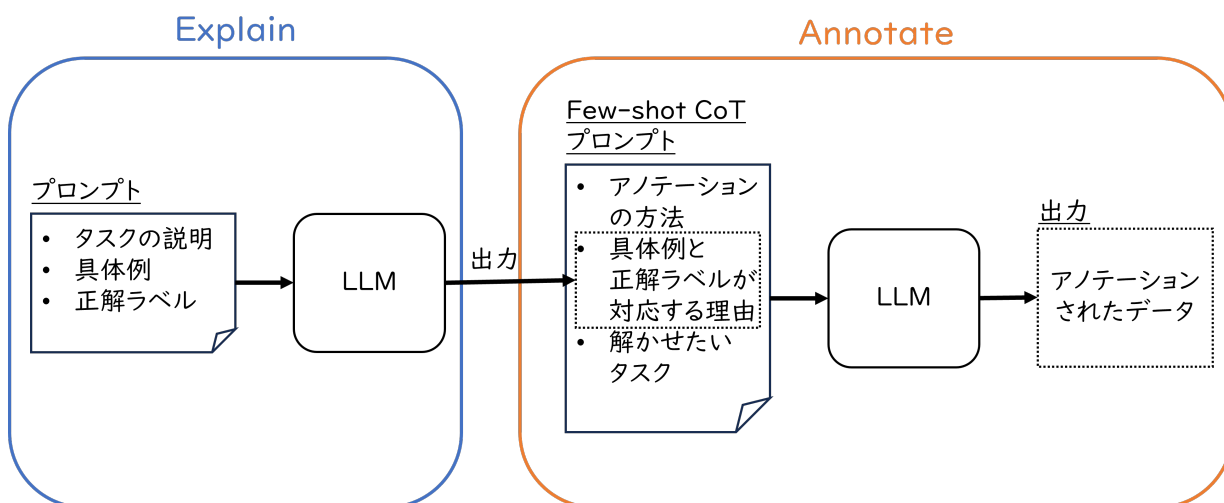 Explain
プロンプト
• タスクの説明
• 具体例
• 正解ラベル
LLM
出力
Annotate
Few-shot CoT
プロンプト
• アノテーション
の方法
• 具体例と
正解ラベルが
対応する理由
• 解かせたい
タスク
LLM
出力
アノテーション
されたデータ